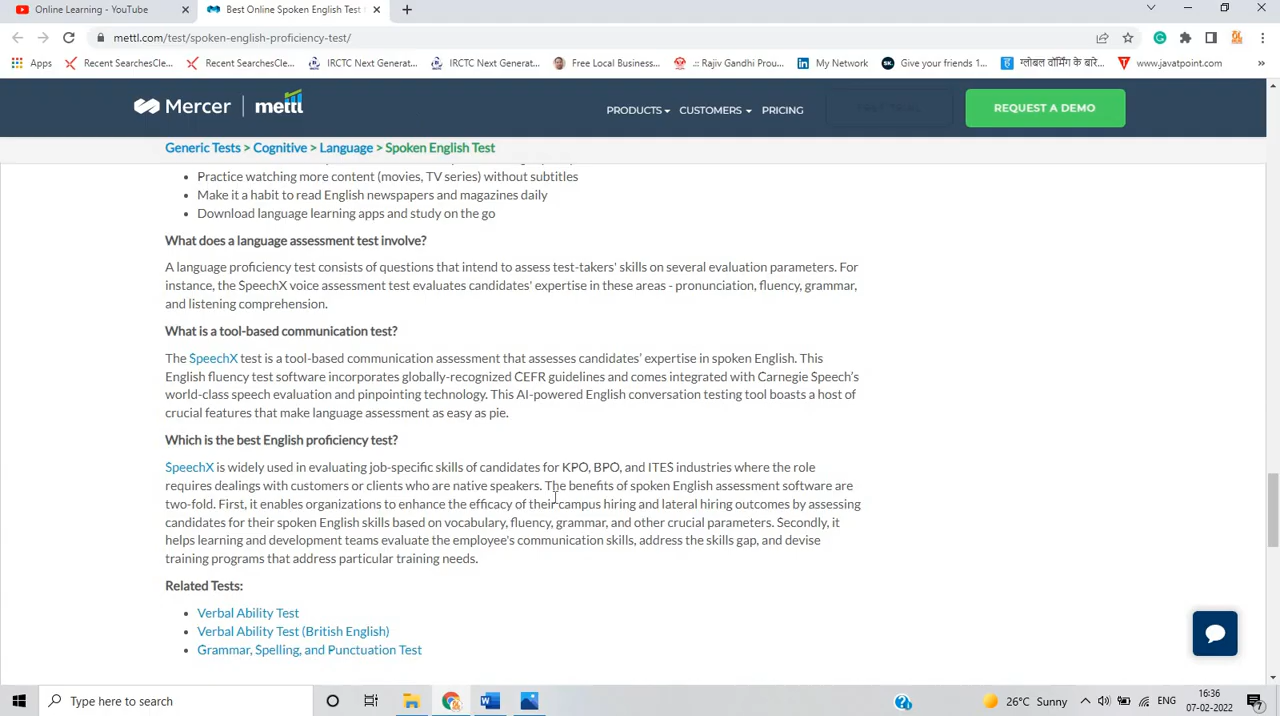 Online Learning - YouTube
Best Online Spoken English Test
mettl.com/test/spoken-english-proficiency-test/
Apps
Recent SearchesCle...
Recent SearchesCle...
IRCTC Next Generat...
IRCTC Next Generat...
Free Local Business...
.:: Rajiv Gandhi Prou...
My Network
Give your friends 1...
ग्लोबल वॉर्मिंग के बारे...
www.javatpoint.com
»
Mercer | mettl
PRODUCTS
CUSTOMERS
PRICING
FREE TRIAL
REQUEST A DEMO
Generic Tests > Cognitive > Language > Spoken English Test
• Practice watching more content (movies, TV series) without subtitles
• Make it a habit to read English newspapers and magazines daily
• Download language learning apps and study on the go
What does a language assessment test involve?
A language proficiency test consists of questions that intend to assess test-takers' skills on several evaluation parameters. For
instance, the SpeechX voice assessment test evaluates candidates' expertise in these areas - pronunciation, fluency, grammar,
and listening comprehension.
What is a tool-based communication test?
The SpeechX test is a tool-based communication assessment that assesses candidates’ expertise in spoken English. This
English fluency test software incorporates globally-recognized CEFR guidelines and comes integrated with Carnegie Speech’s
world-class speech evaluation and pinpointing technology. This AI-powered English conversation testing tool boasts a host of
crucial features that make language assessment as easy as pie.
Which is the best English proficiency test?
SpeechX is widely used in evaluating job-specific skills of candidates for KPO, BPO, and ITES industries where the role
requires dealings with customers or clients who are native speakers. The benefits of spoken English assessment software are
two-fold. First, it enables organizations to enhance the efficacy of their campus hiring and lateral hiring outcomes by assessing
candidates for their spoken English skills based on vocabulary, fluency, grammar, and other crucial parameters. Secondly, it
helps learning and development teams evaluate the employee's communication skills, address the skills gap, and devise
training programs that address particular training needs.
Related Tests:
• Verbal Ability Test
• Verbal Ability Test (British English)
• Grammar, Spelling, and Punctuation Test
Type here to search
26°C Sunny
ENG
16:36
07-02-2022